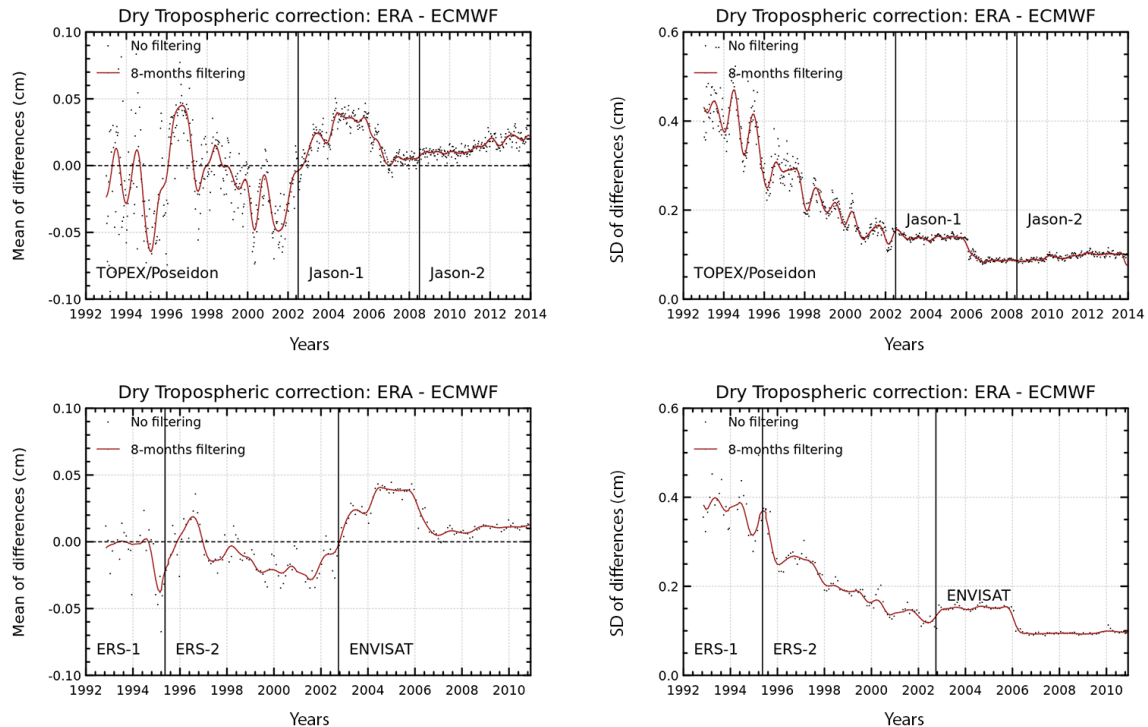 Dry Tropospheric correction: ERA - ECMWF
Mean of differences (cm)
0.10
0.05
0.00
-0.05
-0.10
No filtering
8-months filtering
TOPEX/Poseidon
Jason-1
Jason-2
1992 1994 1996 1998 2000 2002 2004 2006 2008 2010 2012 2014
Years
Dry Tropospheric correction: ERA - ECMWF
SD of differences (cm)
0.6
0.4
0.2
0.0
No filtering
8-months filtering
Jason-1
Jason-2
TOPEX/Poseidon
1992 1994 1996 1998 2000 2002 2004 2006 2008 2010 2012 2014
Years
Dry Tropospheric correction: ERA - ECMWF
Mean of differences (cm)
0.10
0.05
0.00
-0.05
-0.10
No filtering
8-months filtering
ERS-1
ERS-2
ENVISAT
1992 1994 1996 1998 2000 2002 2004 2006 2008 2010
Years
Dry Tropospheric correction: ERA - ECMWF
SD of differences (cm)
0.6
0.4
0.2
0.0
No filtering
8-months filtering
ENVISAT
ERS-1
ERS-2
1992 1994 1996 1998 2000 2002 2004 2006 2008 2010
Years